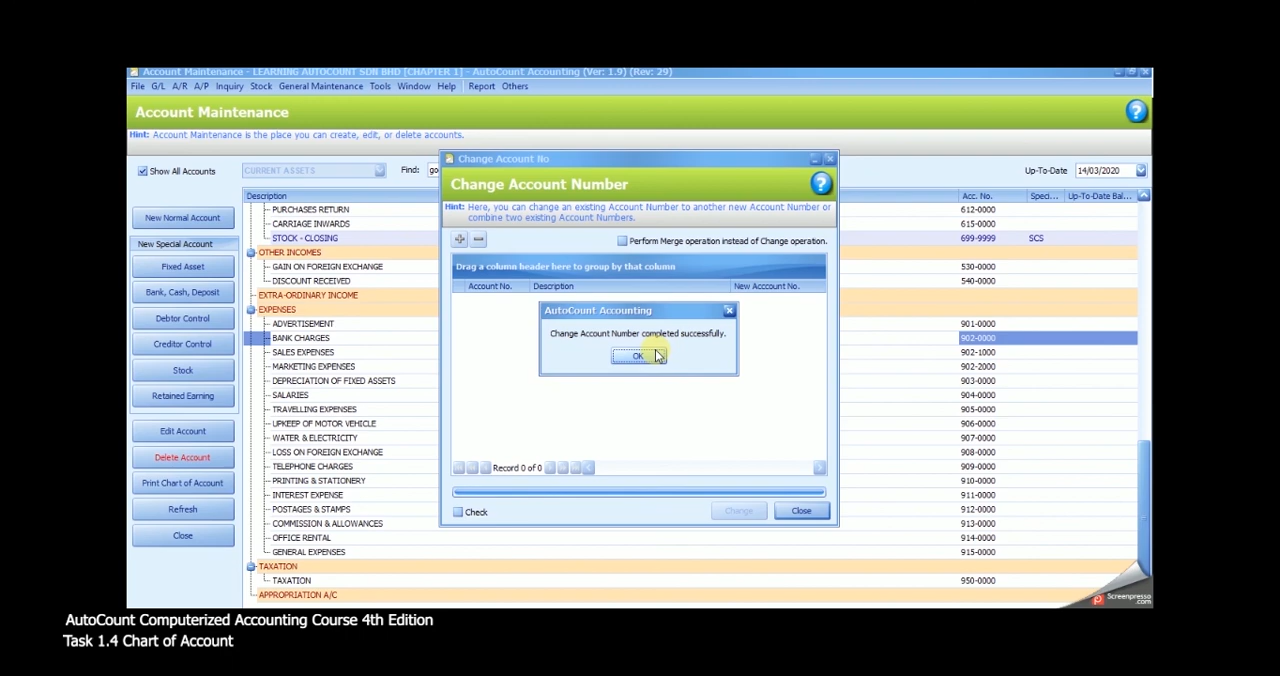 Account Maintenance - LEARNING AUTOCOUNT SDN BHD [CHAPTER 1] - AutoCount Accounting (Ver: 1.9) (Rev: 29)
File G/L A/R A/P Inquiry Stock General Maintenance Tools Window Help Report Others
Account Maintenance
Hint: Account Maintenance is the place you can create, edit, or delete accounts.
Show All Accounts CURRENT ASSETS Find: go Up-To-Date 14/03/2020
Description Acc. No. Speci... Up-To-Date Bal...
New Normal Account
New Special Account
Fixed Asset
Bank, Cash, Deposit
Debtor Control
Creditor Control
Stock
Retained Earning
Edit Account
Delete Account
Print Chart of Account
Refresh
Close
PURCHASES RETURN 612-0000
CARRIAGE INWARDS 615-0000
STOCK - CLOSING 699-9999 SCS
OTHER INCOMES
GAIN ON FOREIGN EXCHANGE 530-0000
DISCOUNT RECEIVED 540-0000
EXTRA-ORDINARY INCOME
EXPENSES
ADVERTISEMENT 901-0000
BANK CHARGES 902-0000
SALES EXPENSES 902-1000
MARKETING EXPENSES 902-2000
DEPRECIATION OF FIXED ASSETS 903-0000
SALARIES 904-0000
TRAVELLING EXPENSES 905-0000
UPKEEP OF MOTOR VEHICLE 906-0000
WATER & ELECTRICITY 907-0000
LOSS ON FOREIGN EXCHANGE 908-0000
TELEPHONE CHARGES 909-0000
PRINTING & STATIONERY 910-0000
INTEREST EXPENSE 911-0000
POSTAGES & STAMPS 912-0000
COMMISSION & ALLOWANCES 913-0000
OFFICE RENTAL 914-0000
GENERAL EXPENSES 915-0000
TAXATION
TAXATION 950-0000
APPROPRIATION A/C
Change Account No
Change Account Number
Hint: Here, you can change an existing Account Number to another new Account Number or
combine two existing Account Numbers.
Perform Merge operation instead of Change operation.
Drag a column header here to group by that column
Account No. Description New Account No.
AutoCount Accounting
Change Account Number completed successfully.
OK
Record 0 of 0
Check Change Close
Screenpresso
.com
AutoCount Computerized Accounting Course 4th Edition
Task 1.4 Chart of Account